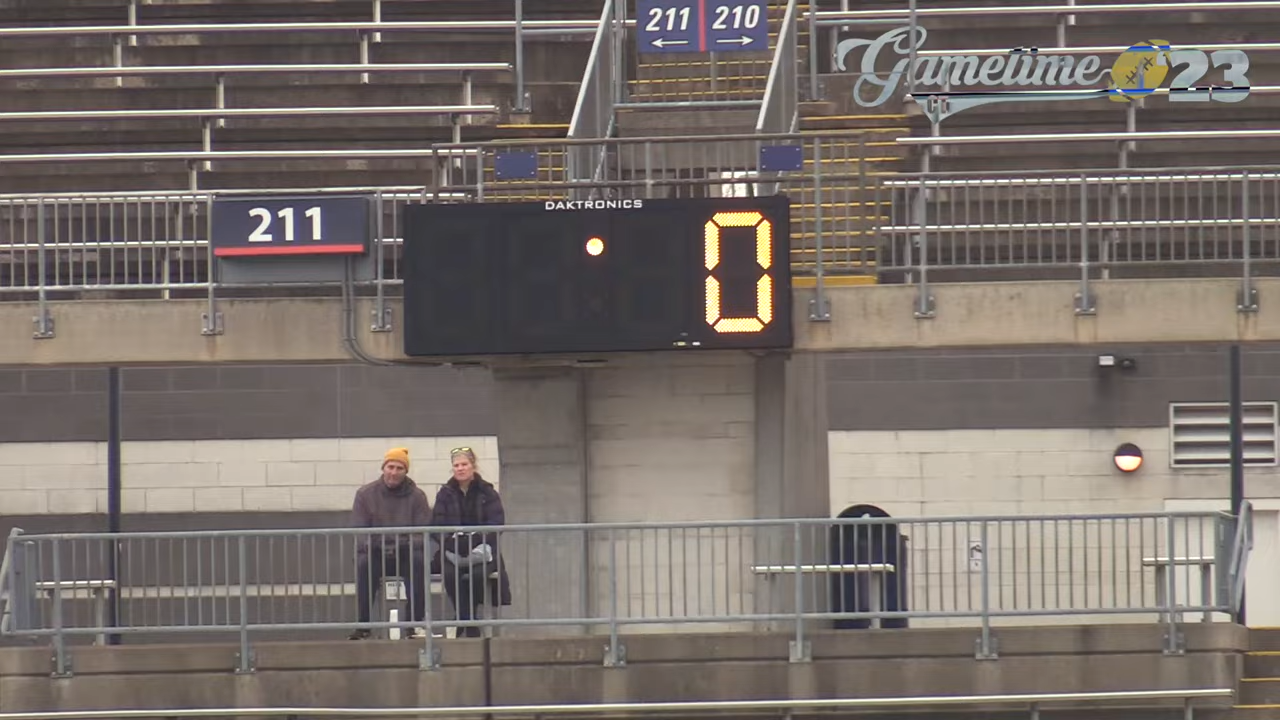 211 210
← →
Gametime '23
DAKTRONICS
211
0